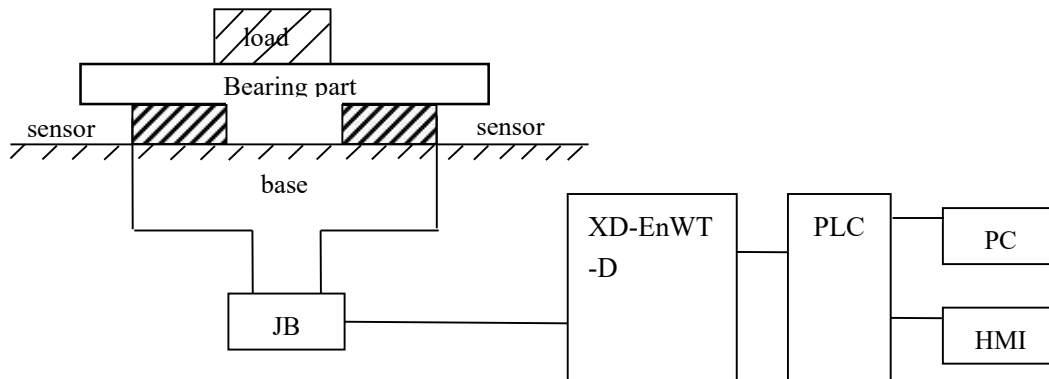 load
Bearing part
sensor
sensor
base
XD-EnWT
-D
PLC
PC
JB
HMI